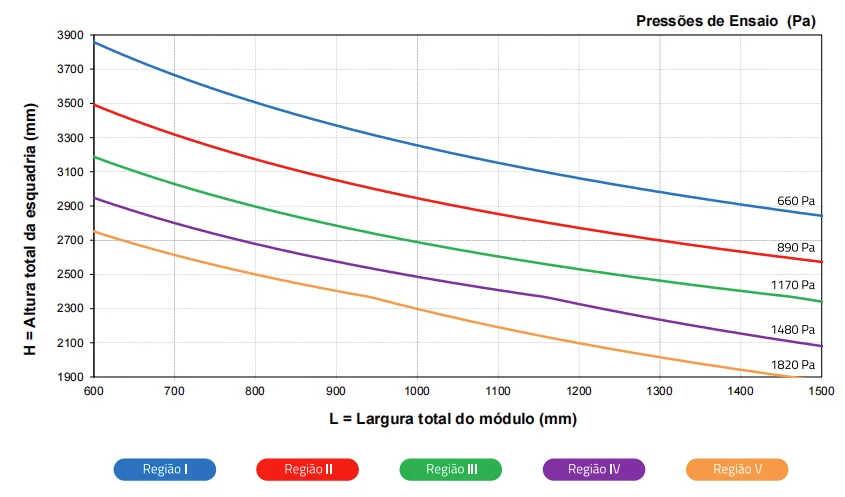 Pressões de Ensaio (Pa)
H = Altura total da esquadria (mm)
3900
3700
3500
3300
3100
2900
2700
2500
2300
2100
1900
660 Pa
890 Pa
1170 Pa
1480 Pa
1820 Pa
600 700 800 900 1000 1100 1200 1300 1400 1500
L = Largura total do módulo (mm)
Região I Região II Região III Região IV Região V